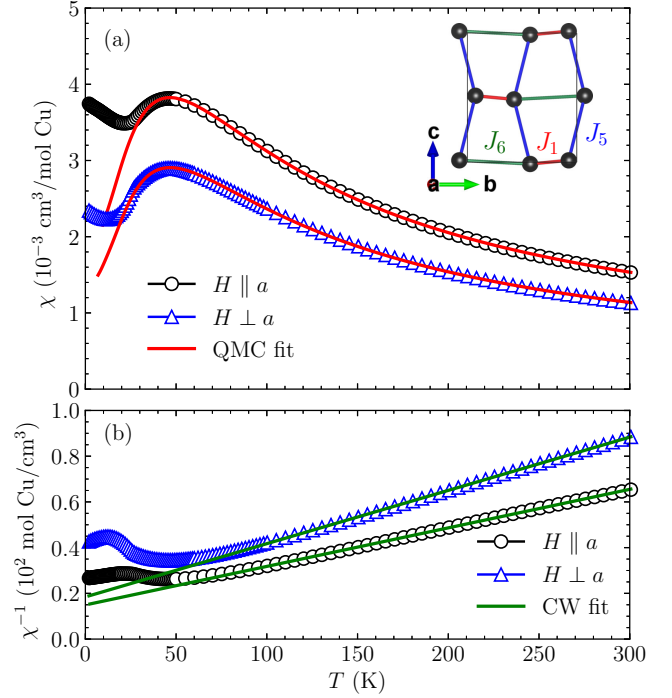 (a)
5
4
3
2
1
0
χ (10⁻³ cm³/mol Cu)
H ∥ a
H ⊥ a
QMC fit
c
a
b
J₆
J₁
J₅
(b)
1.0
0.8
0.6
0.4
0.2
0.0
χ⁻¹ (10² mol Cu/cm³)
H ∥ a
H ⊥ a
CW fit
0 50 100 150 200 250 300
T (K)